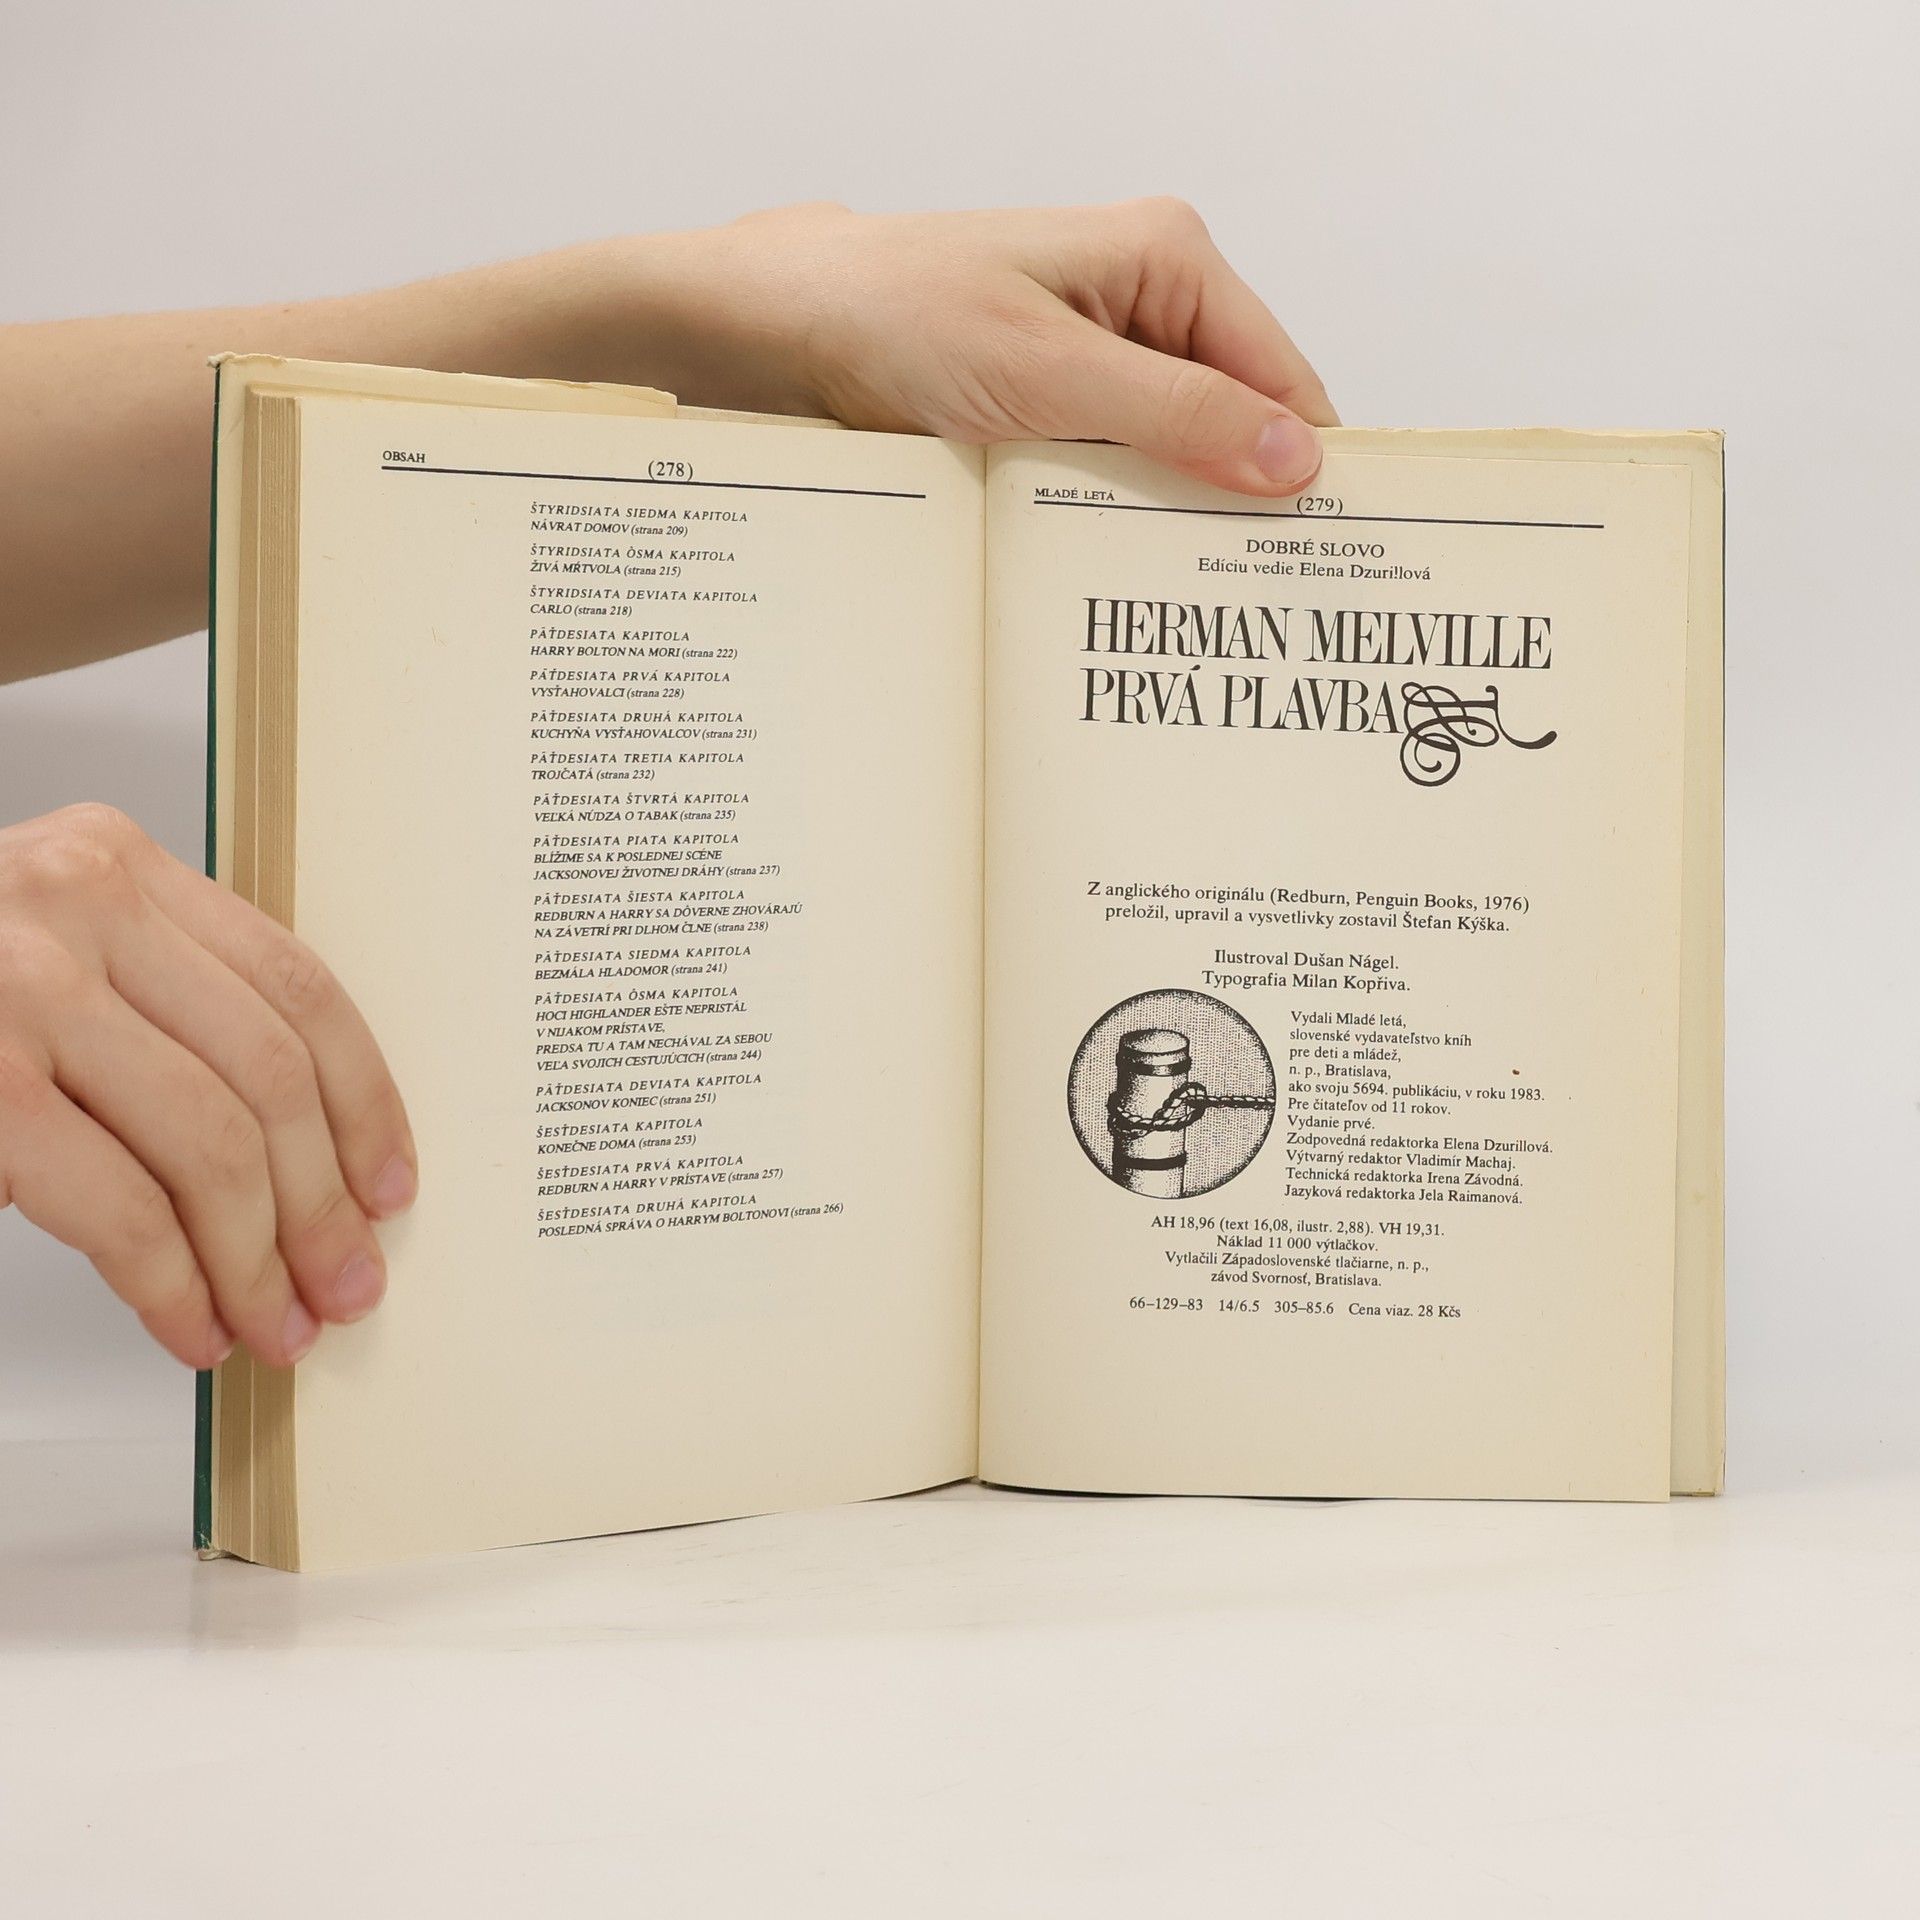 OBSAH
(278)
ŠTYRIDSIATA SIEDMA KAPITOLA
NÁVRAT DOMOV (strana 209)
ŠTYRIDSIATA ÔSMA KAPITOLA
ŽIVÁ MŔTVOLA (strana 215)
ŠTYRIDSIATA DEVIATA KAPITOLA
CARLO (strana 218)
PÄŤDESIATA KAPITOLA
HARRY BOLTON NA MORI (strana 222)
PÄŤDESIATA PRVÁ KAPITOLA
VYSŤAHOVALCI (strana 228)
PÄŤDESIATA DRUHÁ KAPITOLA
KUCHYŇA VYSŤAHOVALCOV (strana 231)
PÄŤDESIATA TRETIA KAPITOLA
TROJČATÁ (strana 232)
PÄŤDESIATA ŠTVRTÁ KAPITOLA
VEĽKÁ NÚDZA O TABAK (strana 235)
PÄŤDESIATA PIATA KAPITOLA
BLÍŽIME SA K POSLEDNEJ SCÉNE
JACKSONOVEJ ŽIVOTNEJ DRÁHY (strana 237)
PÄŤDESIATA ŠIESTA KAPITOLA
REDBURN A HARRY SA DÔVERNE ZHOVÁRAJÚ
NA ZÁVETRÍ PRI DLHOM ČLNE (strana 238)
PÄŤDESIATA SIEDMA KAPITOLA
BEZMÁLA HLADOMOR (strana 241)
PÄŤDESIATA ÔSMA KAPITOLA
HOCI HIGHLANDER EŠTE NEPRISTÁL
V NIJAKOM PRÍSTAVE,
PREDSA TU A TAM NECHÁVAL ZA SEBOU
VEĽA SVOJICH CESTUJÚCICH (strana 244)
PÄŤDESIATA DEVIATA KAPITOLA
JACKSONOV KONIEC (strana 251)
ŠESŤDESIATA KAPITOLA
KONEČNE DOMA (strana 253)
ŠESŤDESIATA PRVÁ KAPITOLA
REDBURN A HARRY V PRÍSTAVE (strana 257)
ŠESŤDESIATA DRUHÁ KAPITOLA
POSLEDNÁ SPRÁVA O HARRYM BOLTONOVI (strana 266)
MLADÉ LETÁ
(279)
DOBRÉ SLOVO
Edíciu vedie Elena Dzurillová
HERMAN MELVILLE
PRVÁ PLAVBA
Z anglického originálu (Redburn, Penguin Books, 1976)
preložil, upravil a vysvetlivky zostavil Štefan Kýška.
Ilustroval Dušan Nágel.
Typografia Milan Kopřiva.
Vydali Mladé letá,
slovenské vydavateľstvo kníh
pre deti a mládež,
n. p., Bratislava,
ako svoju 5694. publikáciu, v roku 1983.
Pre čitateľov od 11 rokov.
Vydanie prvé.
Zodpovedná redaktorka Elena Dzurillová.
Výtvarný redaktor Vladimír Machaj.
Technická redaktorka Irena Závodná.
Jazyková redaktorka Jela Raimanová.
AH 18,96 (text 16,08, ilustr. 2,88). VH 19,31.
Náklad 11 000 výtlačkov.
Vytlačili Západoslovenské tlačiarne, n. p.,
závod Svornosť, Bratislava.
66–129–83 14/6.5 305–85.6 Cena viaz. 28 Kčs